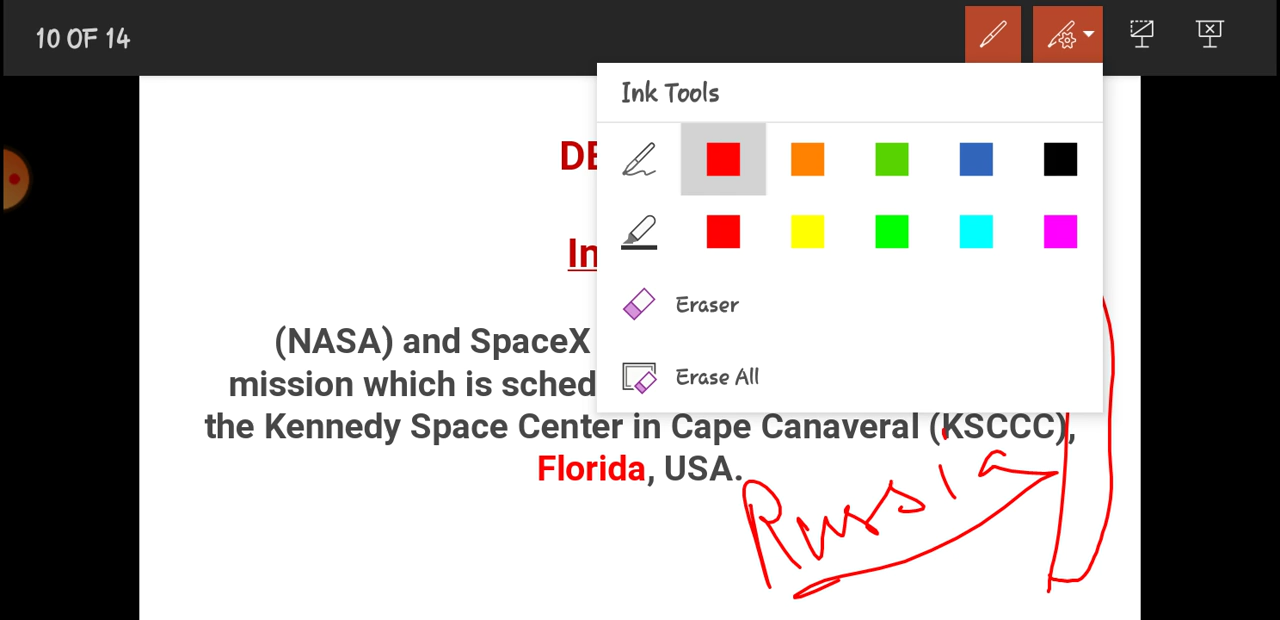 10 OF 14
Ink Tools
DE
In
Eraser
(NASA) and SpaceX
Erase All
mission which is sched
the Kennedy Space Center in Cape Canaveral (KSCCC),
Florida, USA.
Russia